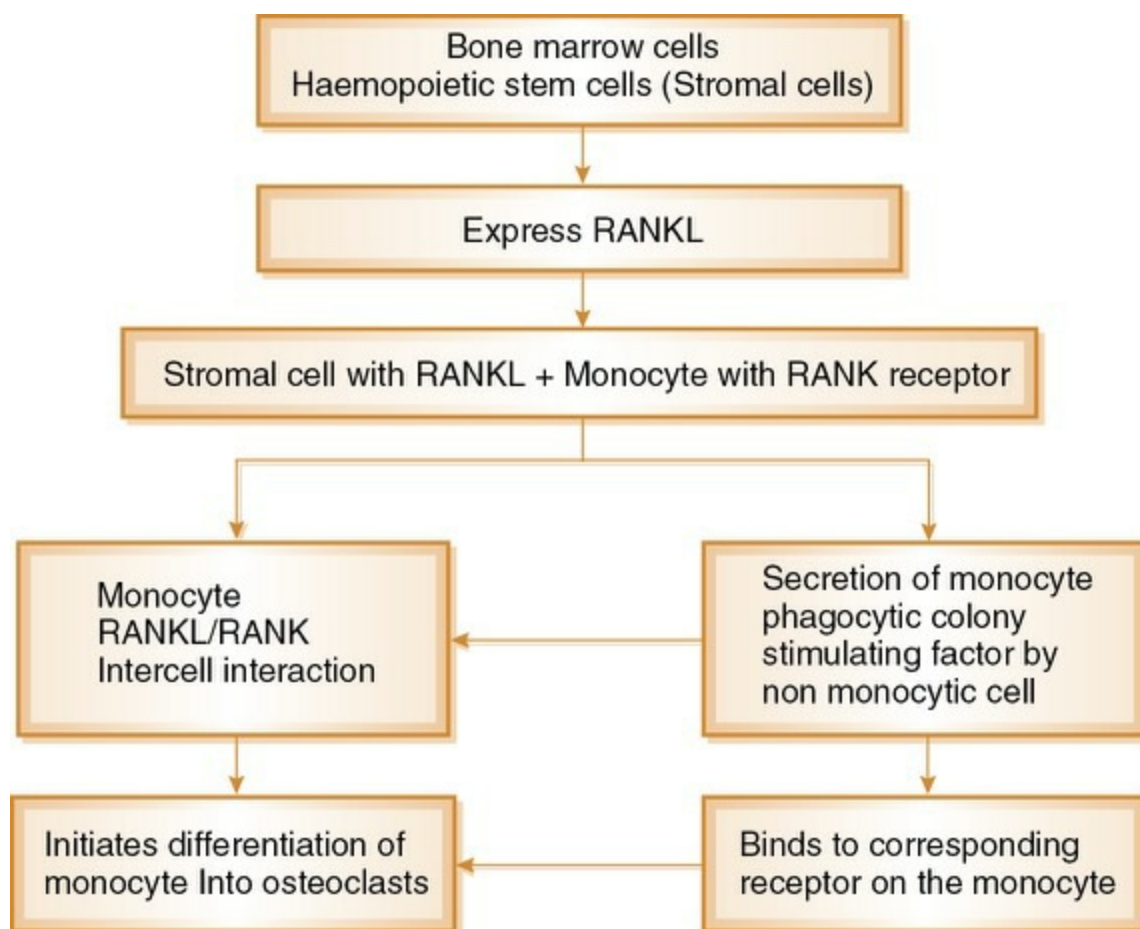 Bone marrow cells
Haemopoietic stem cells (Stromal cells)
Express RANKL
Stromal cell with RANKL + Monocyte with RANK receptor
Monocyte
RANKL/RANK
Intercell interaction
Secretion of monocyte
phagocytic colony
stimulating factor by
non monocytic cell
Initiates differentiation of
monocyte Into osteoclasts
Binds to corresponding
receptor on the monocyte